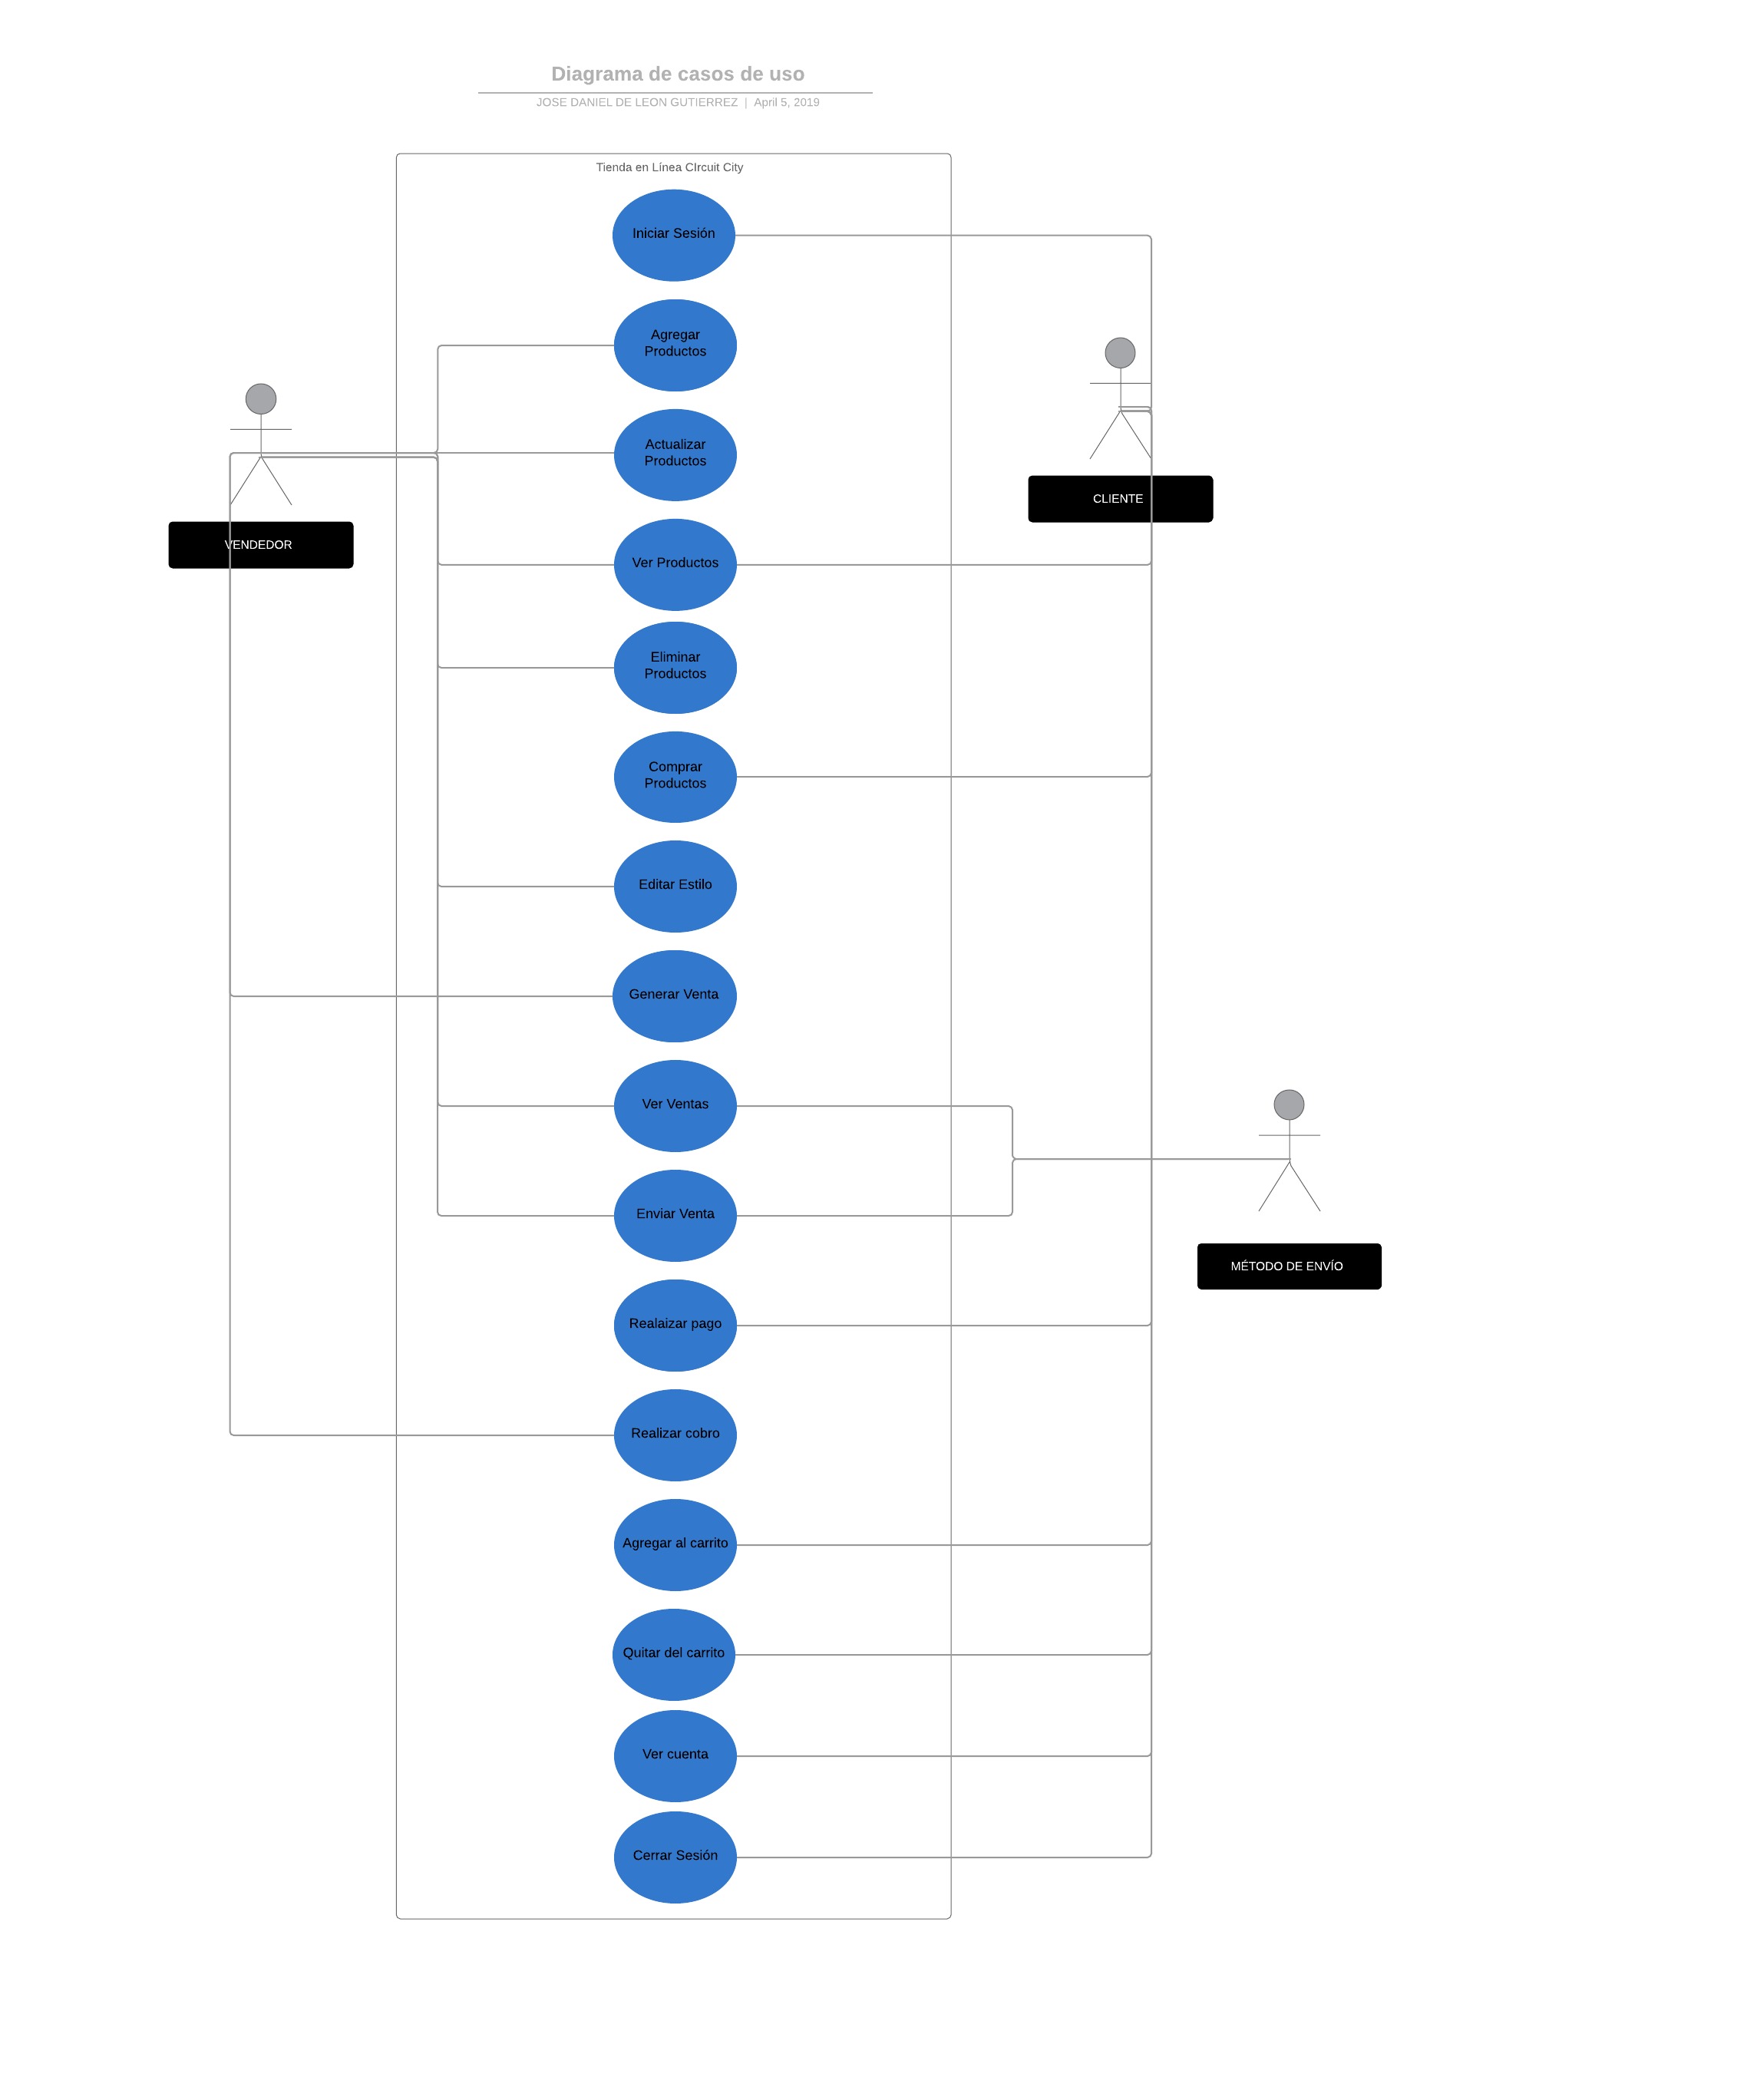 Diagrama de casos de uso
JOSE DANIEL DE LEON GUTIERREZ | April 5, 2019
Tienda en Línea CIrcuit City
Iniciar Sesión
Agregar
Productos
Actualizar
Productos
CLIENTE
VENDEDOR
Ver Productos
Eliminar
Productos
Comprar
Productos
Editar Estilo
Generar Venta
Ver Ventas
Enviar Venta
MÉTODO DE ENVÍO
Realaizar pago
Realizar cobro
Agregar al carrito
Quitar del carrito
Ver cuenta
Cerrar Sesión